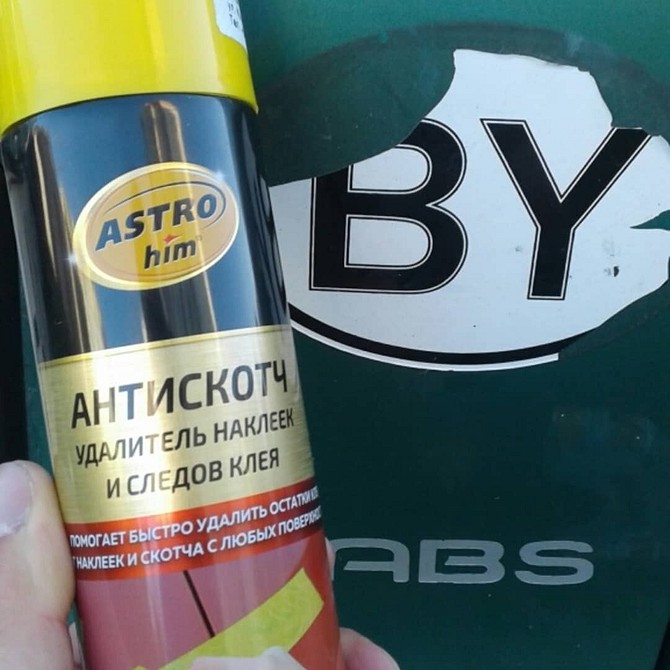 ASTRO
him
АНТИСКОТЧ
УДАЛИТЕЛЬ НАКЛЕЕК
И СЛЕДОВ КЛЕЯ
ПОМОГАЕТ БЫСТРО УДАЛИТЬ ОСТАТКИ
НАКЛЕЕК И СКОТЧА С ЛЮБЫХ
BY
ABS